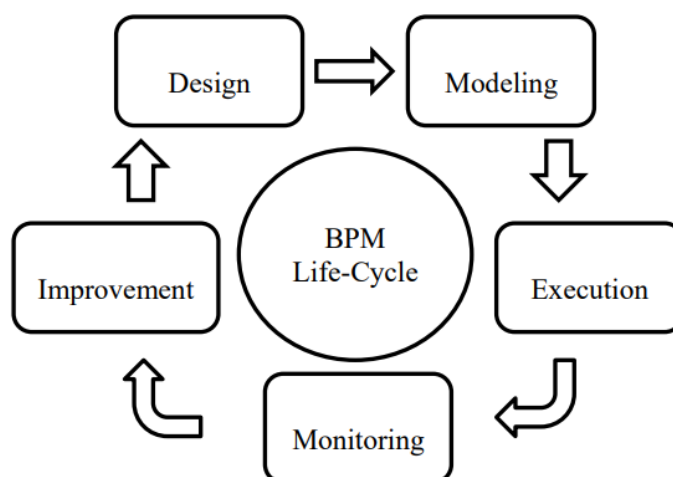 Design
Modeling
BPM
Life-Cycle
Improvement
Execution
Monitoring